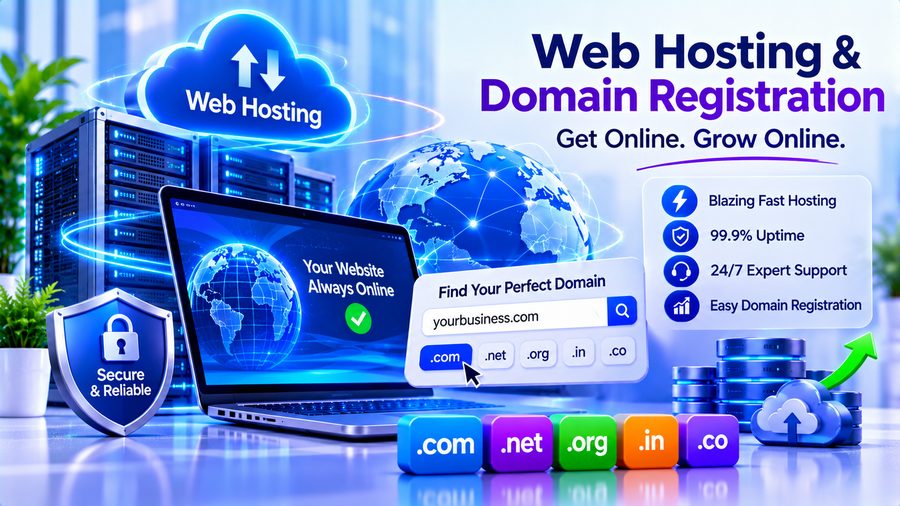 Web Hosting &
Domain Registration
Get Online. Grow Online.
Web Hosting
Blazing Fast Hosting
99.9% Uptime
24/7 Expert Support
Easy Domain Registration
Your Website
Always Online
Find Your Perfect Domain
yourbusiness.com
.com .net .org .in .co
Secure
& Reliable
.com .net .org .in .co